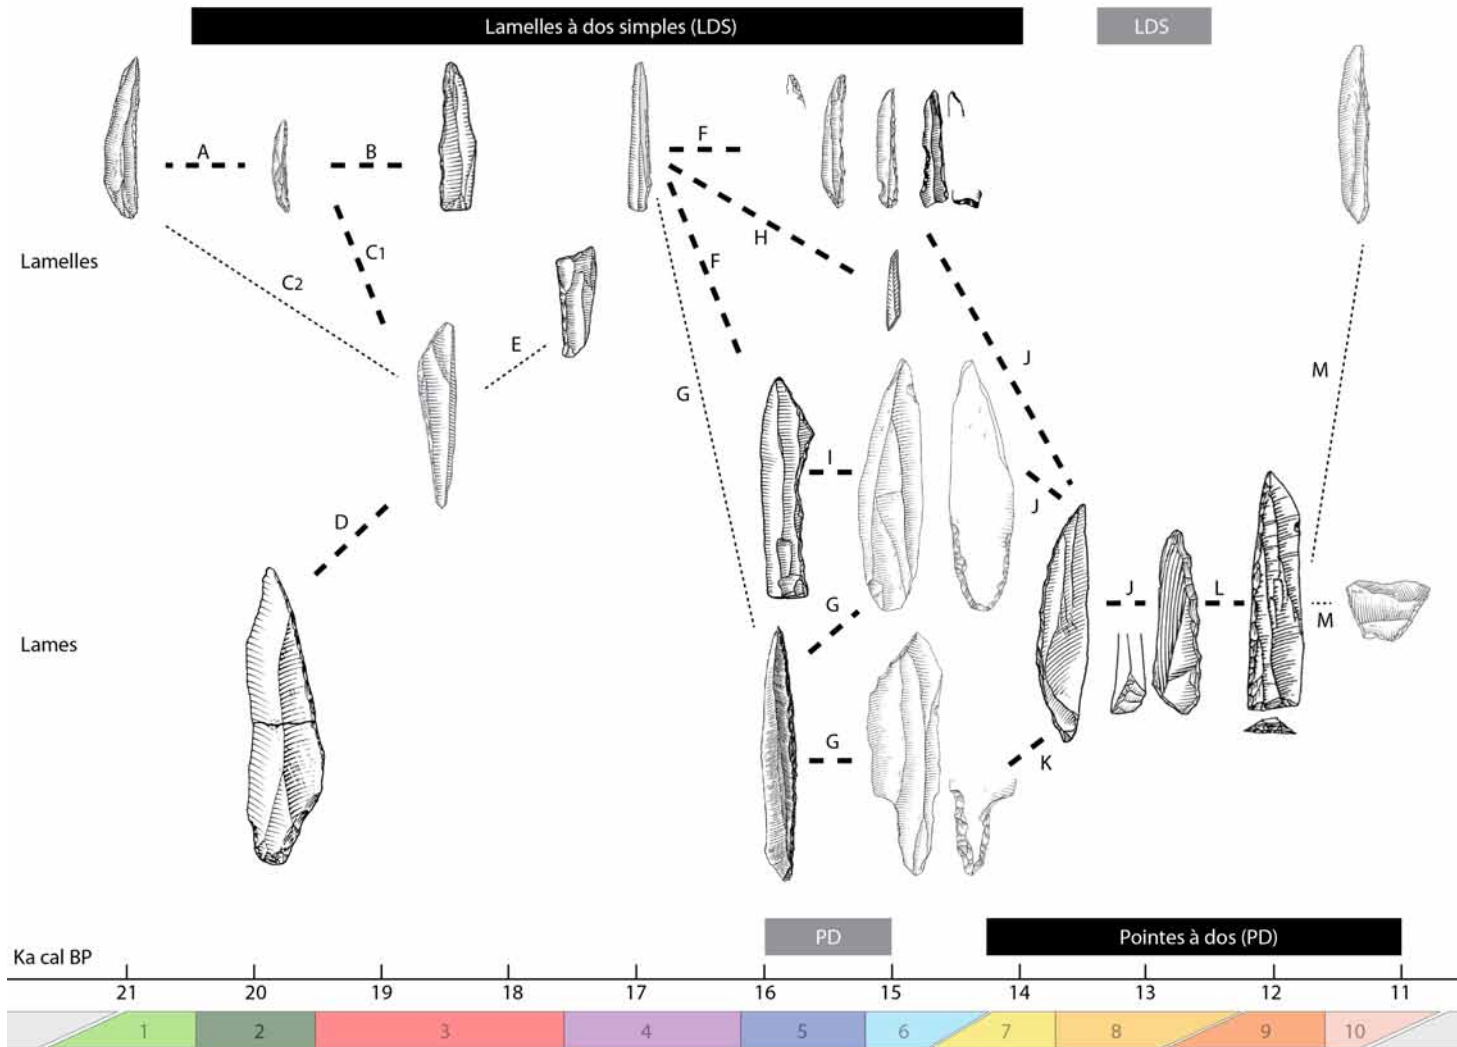 Lamelles à dos simples (LDS)
LDS
A
B
F
C1
C2
H
F
Lamelles
E
G
J
M
I
J
D
G
J
L
M
Lames
G
K
PD
Pointes à dos (PD)
Ka cal BP
21 20 19 18 17 16 15 14 13 12 11
1 2 3 4 5 6 7 8 9 10